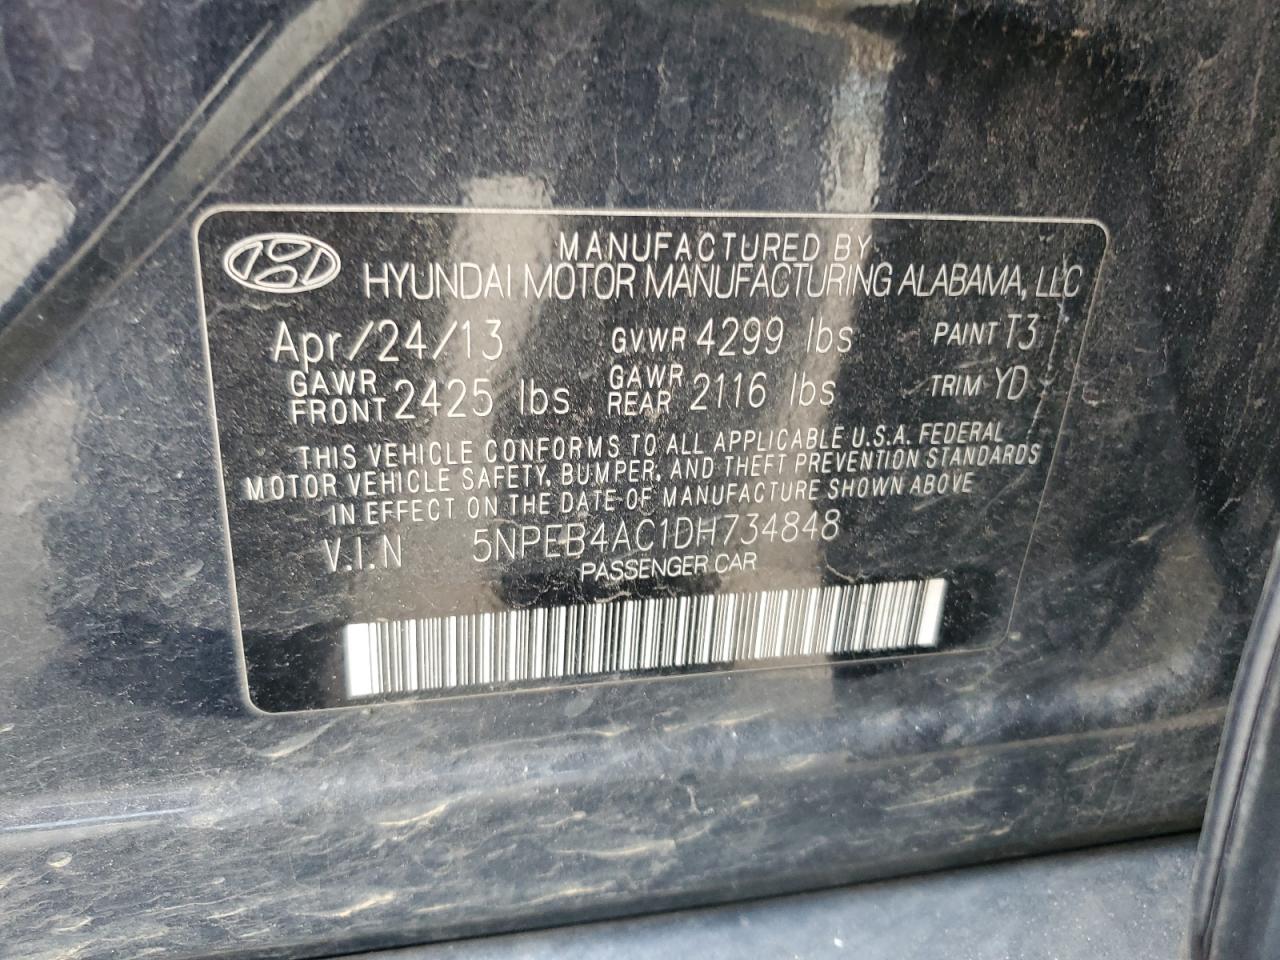 MANUFACTURED BY
HYUNDAI MOTOR MANUFACTURING ALABAMA, LLC
Apr/24/13 GVWR 4299 lbs PAINT T3
GAWR FRONT 2425 lbs GAWR REAR 2116 lbs TRIM YD
THIS VEHICLE CONFORMS TO ALL APPLICABLE U.S.A. FEDERAL
MOTOR VEHICLE SAFETY, BUMPER, AND THEFT PREVENTION STANDARDS
IN EFFECT ON THE DATE OF MANUFACTURE SHOWN ABOVE
V.I.N 5NPEB4AC1DH734848
PASSENGER CAR